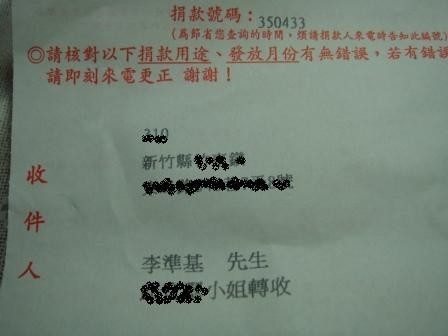 捐款號碼：350433
(為節省您查詢的時間，煩請捐款人來電時告知此編號)
◎請核對以下捐款用途、發放月份有無錯誤，若有錯誤
請即刻來電更正 謝謝！
310
新竹縣
8號
收件人
李準基 先生
小姐轉收